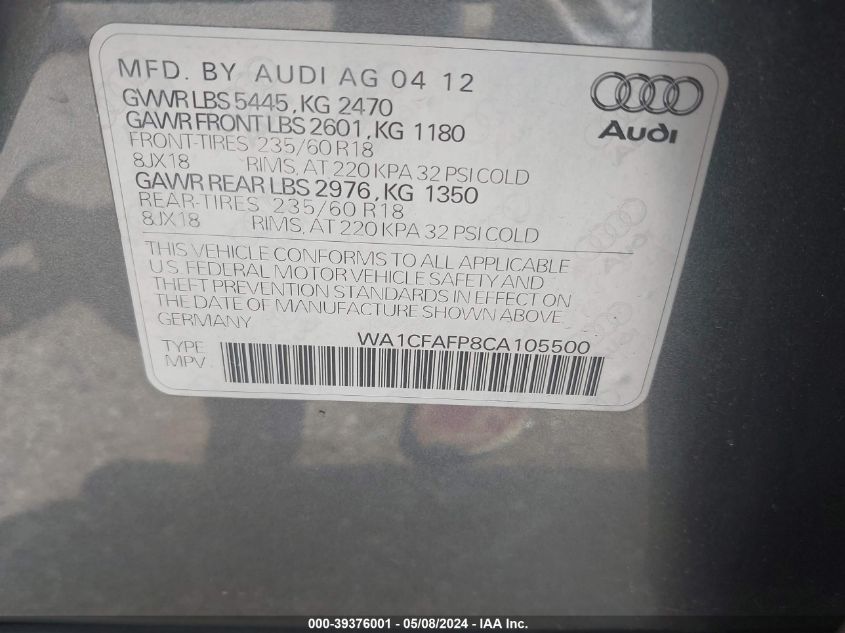 MFD. BY AUDI AG 04 12
GVWR LBS 5445, KG 2470
GAWR FRONT LBS 2601, KG 1180
FRONT-TIRES 235/60 R18
8JX18 RIMS, AT 220 KPA 32 PSI COLD
GAWR REAR LBS 2976, KG 1350
REAR-TIRES 235/60 R18
8JX18 RIMS, AT 220 KPA 32 PSI COLD
Audi
THIS VEHICLE CONFORMS TO ALL APPLICABLE
U.S. FEDERAL MOTOR VEHICLE SAFETY AND
THEFT PREVENTION STANDARDS IN EFFECT ON
THE DATE OF MANUFACTURE SHOWN ABOVE.
GERMANY
WA1CFAFP8CA105500
TYPE
MPV
000-39376001 - 05/08/2024 - IAA Inc.